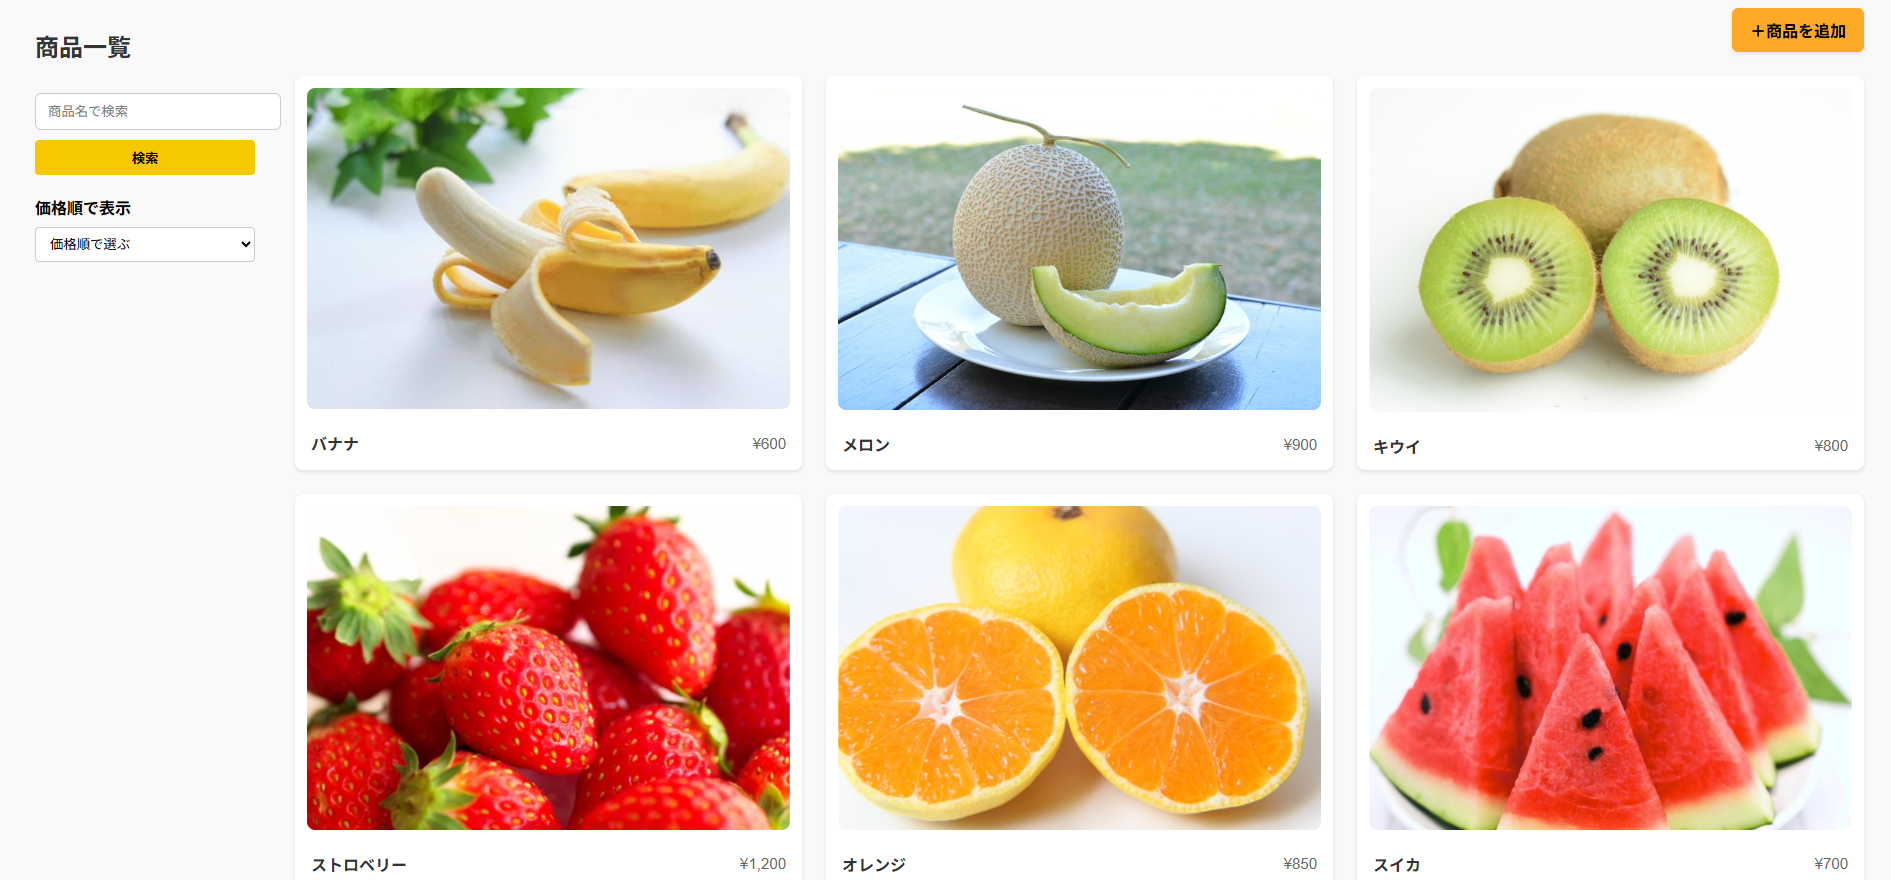 商品一覧
＋商品を追加
商品名で検索
検索
価格順で表示
価格順で選ぶ
バナナ
¥600
メロン
¥900
キウイ
¥800
ストロベリー
¥1,200
オレンジ
¥850
スイカ
¥700